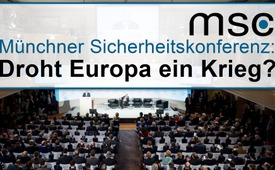 msc
Münchner Sicherheitskonferenz:
Droht Europa ein Krieg?